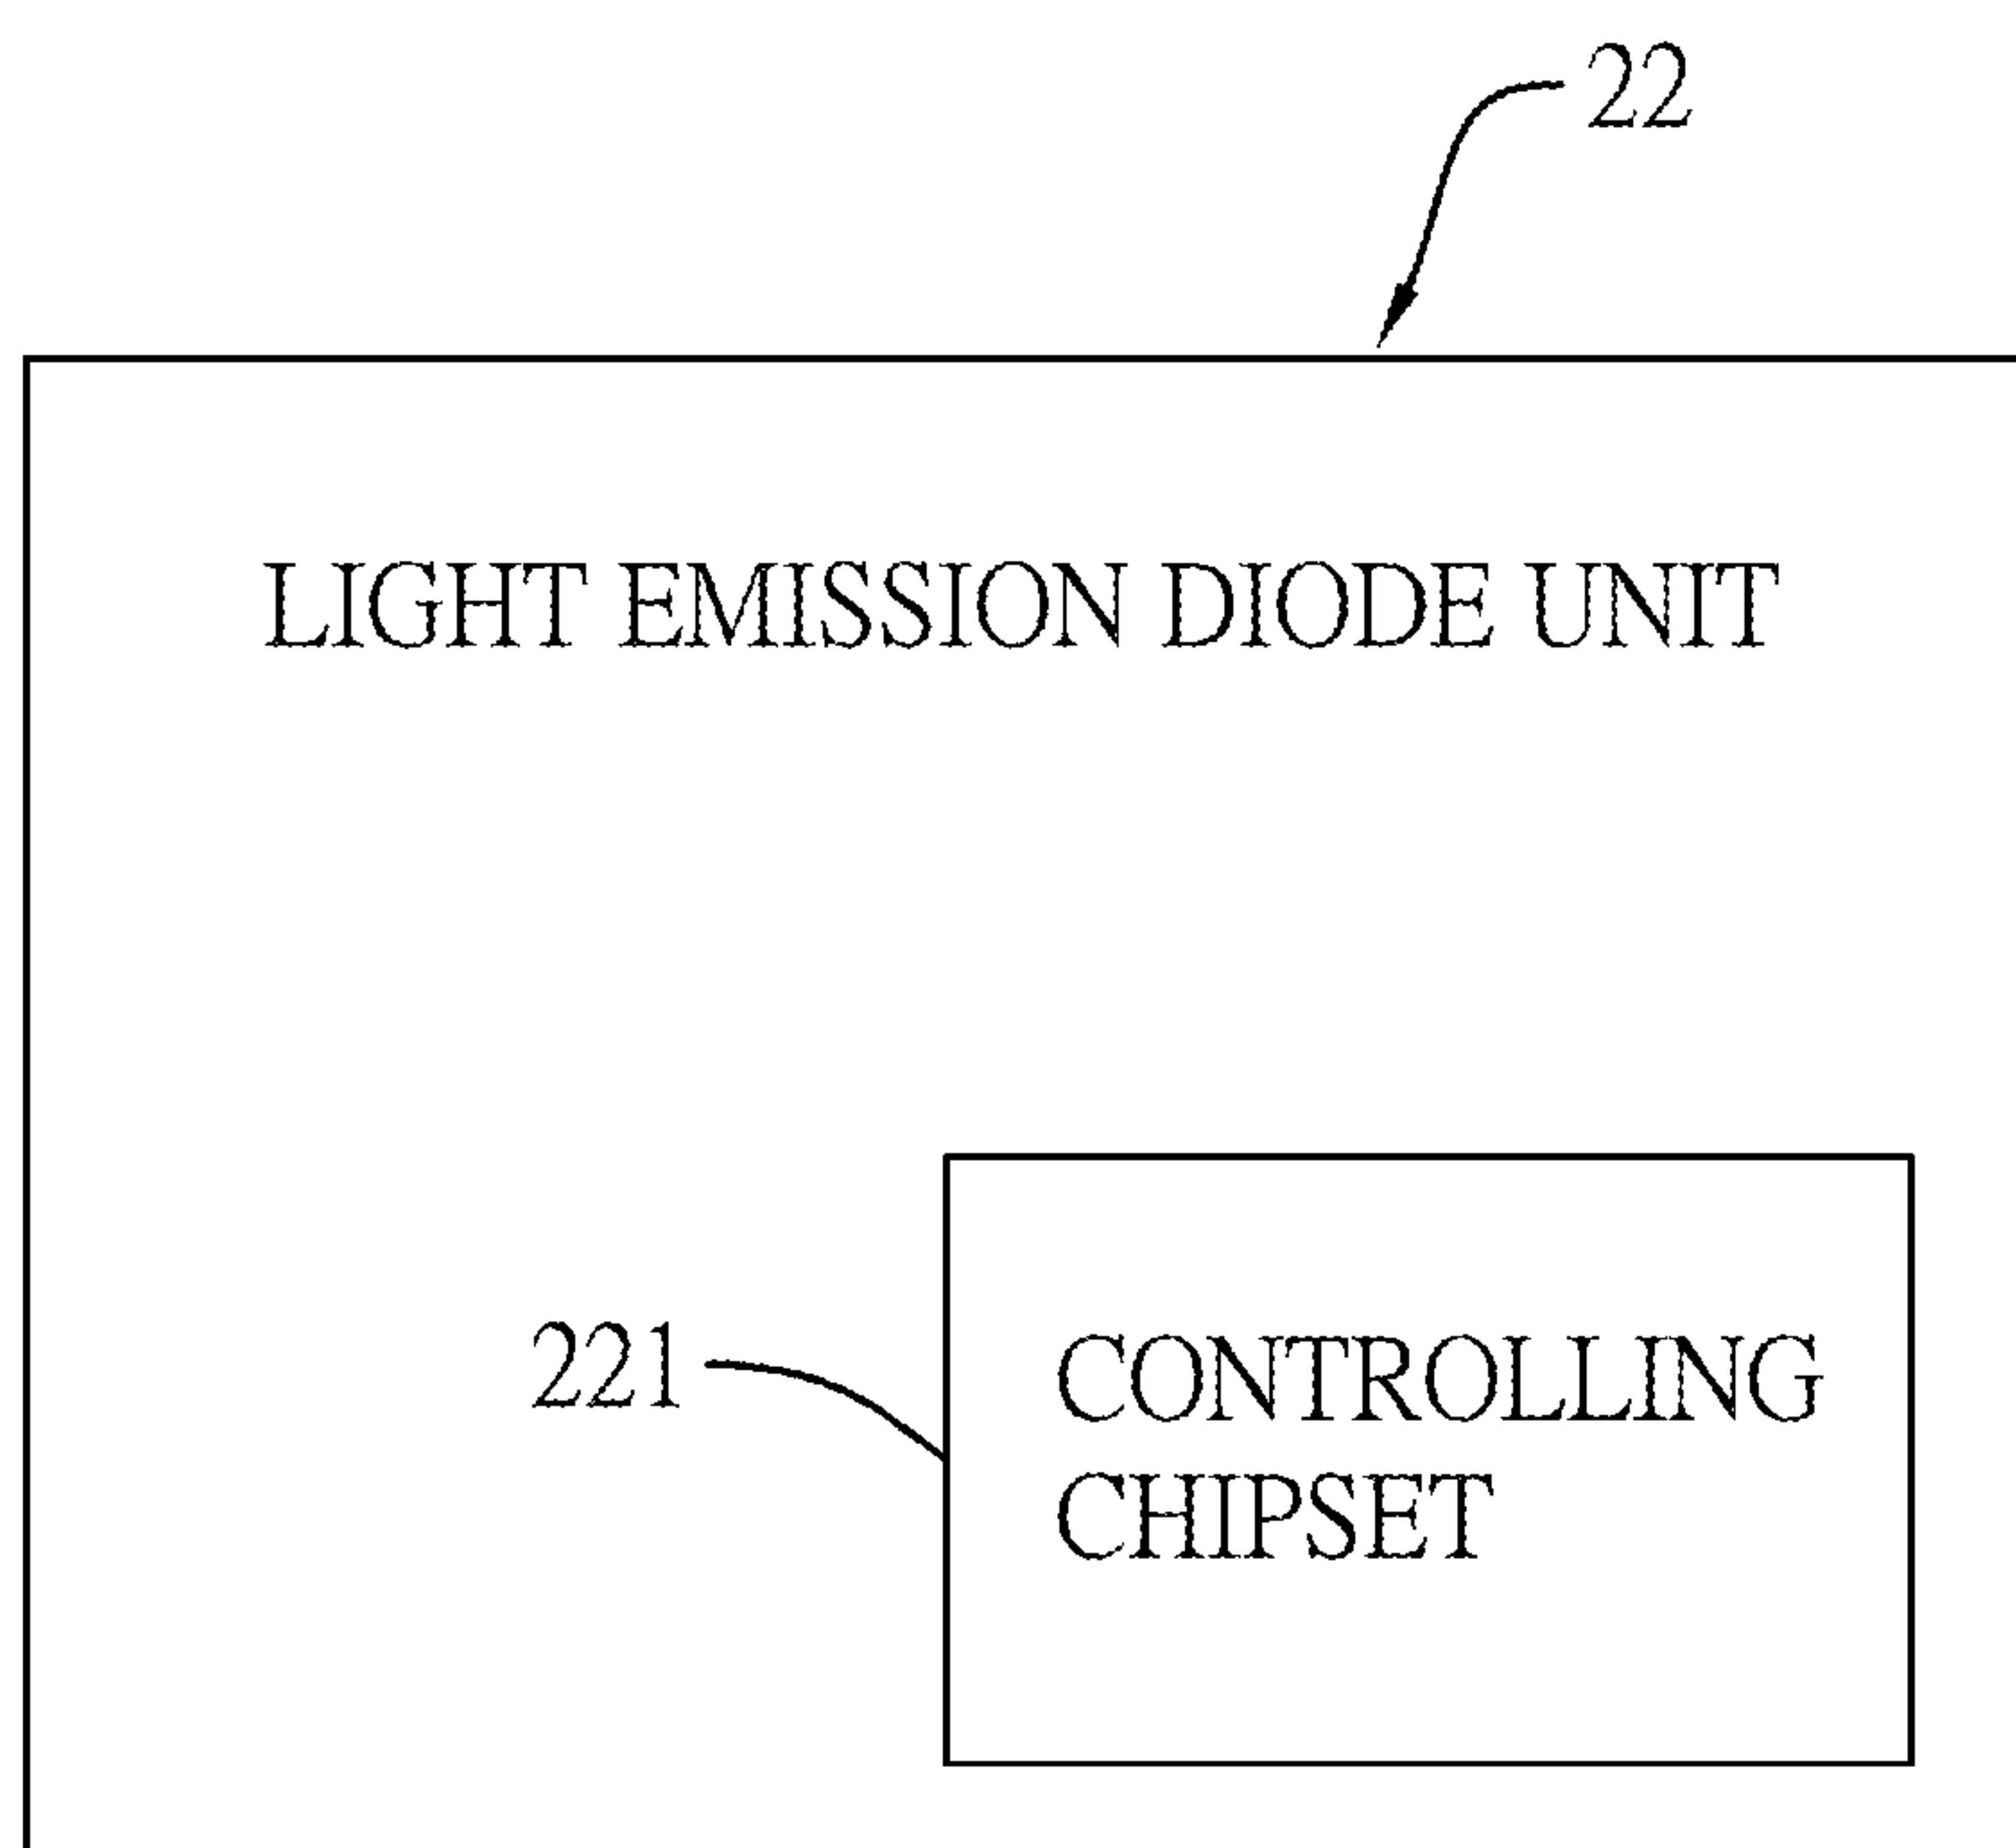 22
LIGHT EMISSION DIODE UNIT
221
CONTROLLING
CHIPSET